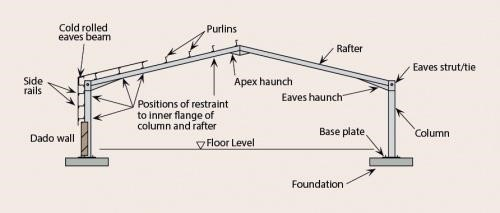 Cold rolled
eaves beam
Purlins
Rafter
Side
rails
Apex haunch
Eaves strut/tie
Positions of restraint
to inner flange of
column and rafter
Eaves haunch
Dado wall
Floor Level
Base plate
Column
Foundation